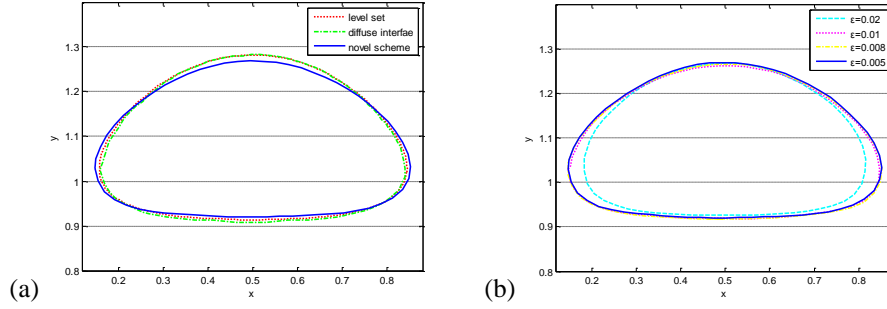 level set
diffuse interfae
novel scheme
1.3
1.2
1.1
1
0.9
0.8
y
0.2
0.3
0.4
0.5
0.6
0.7
0.8
x
(a)
ε=0.02
ε=0.01
ε=0.008
ε=0.005
1.3
1.2
1.1
1
0.9
0.8
y
0.2
0.3
0.4
0.5
0.6
0.7
0.8
x
(b)